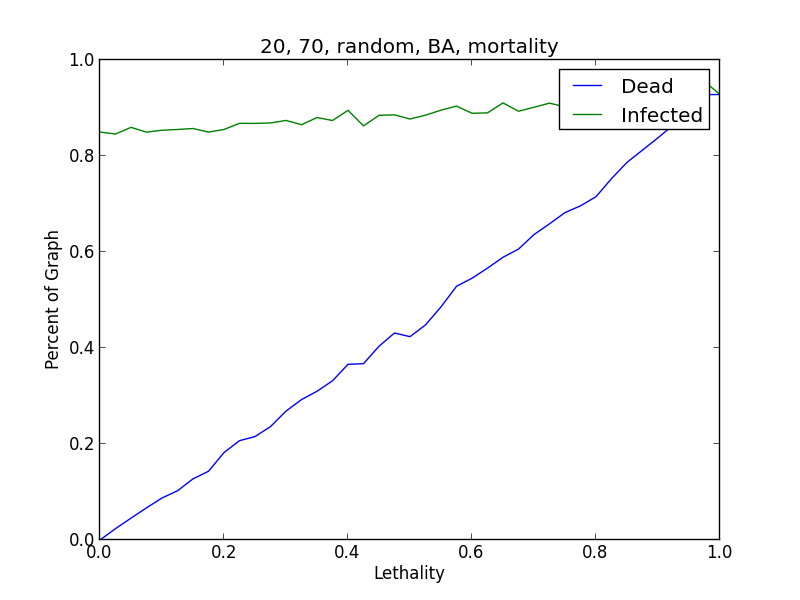 20, 70, random, BA, mortality
1.0
0.8
0.6
0.4
0.2
0.0
Percent of Graph
Dead
Infected
0.0 0.2 0.4 0.6 0.8 1.0
Lethality